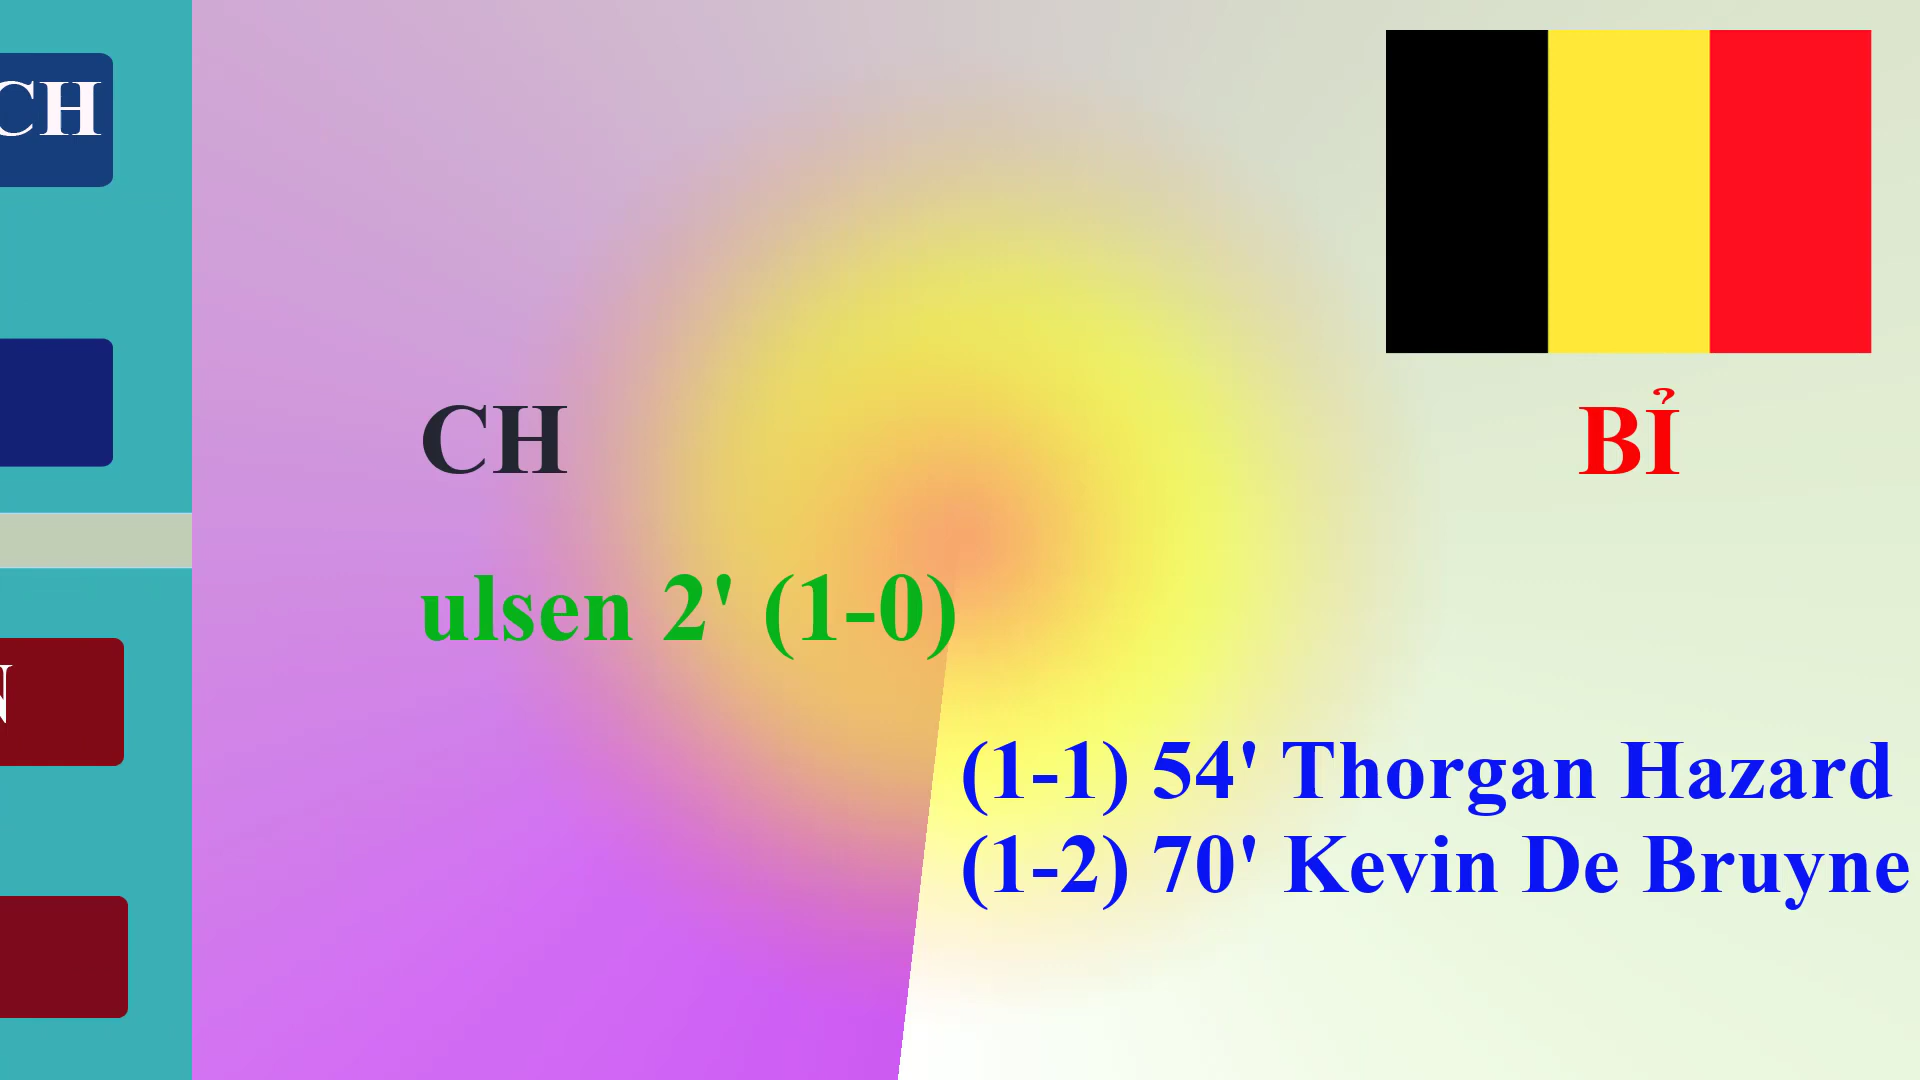 CH
CH
BỈ
ulsen 2' (1-0)
N
(1-1) 54' Thorgan Hazard
(1-2) 70' Kevin De Bruyne